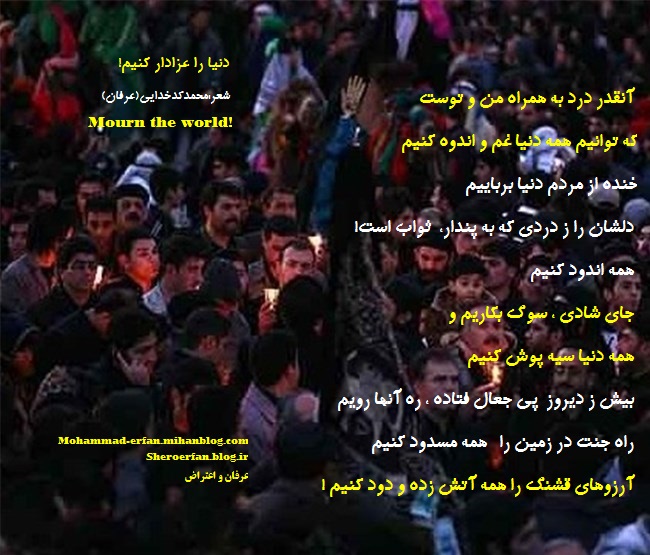 دنیا را عزادار کنیم!
شعر:محمدکدخدایی(عرفان)
Mourn the world!
آنقدر درد به همراه من و توست
که توانیم همه دنیا غم و اندوه کنیم
خنده از مردم دنیا برباییم
دلشان را ز دردی که به پندار، ثواب است!
همه اندود کنیم
جای شادی ، سوگ بکاریم و
همه دنیا سیه پوش کنیم
بیش ز دیروز پی جعال فتاده ، ره آنها رویم
راه جنت در زمین را همه مسدود کنیم
آرزوهای قشنگ را همه آتش زده و دود کنیم !
Mohammad-erfan.mihanblog.com
Sheroerfan.blog.ir
عرفان و اعتراض